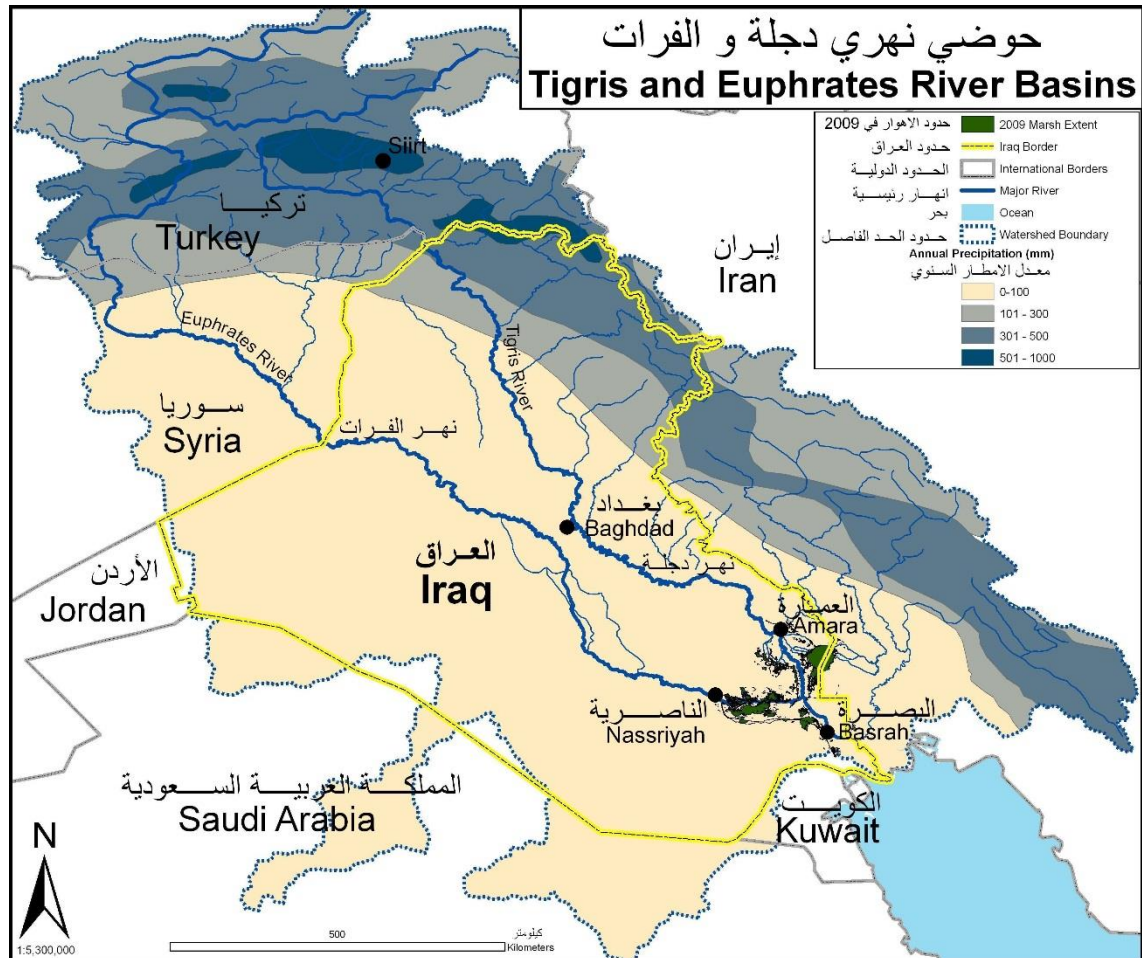 حوضي نهري دجلة و الفرات
Tigris and Euphrates River Basins
حدود الاهوار في 2009 2009 Marsh Extent
حدود العراق Iraq Border
الحدود الدولية International Borders
انهار رئيسية Major River
بحر Ocean
حدود الحد الفاصل Watershed Boundary
Annual Precipitation (mm)
معدل الامطار السنوي
0-100
101 - 300
301 - 500
501 - 1000
Siirt
تركيا
Turkey
إيران
Iran
Euphrates River
Tigris River
سوريا
Syria
نهر الفرات
بغداد
Baghdad
العراق
Iraq
نهر دجلة
الأردن
Jordan
العمارة
Amara
الناصرية
Nassriyah
البصرة
Basrah
المملكة العربية السعودية
Saudi Arabia
الكويت
Kuwait
N
1:5,300,000
500 كيلومتر
Kilometers